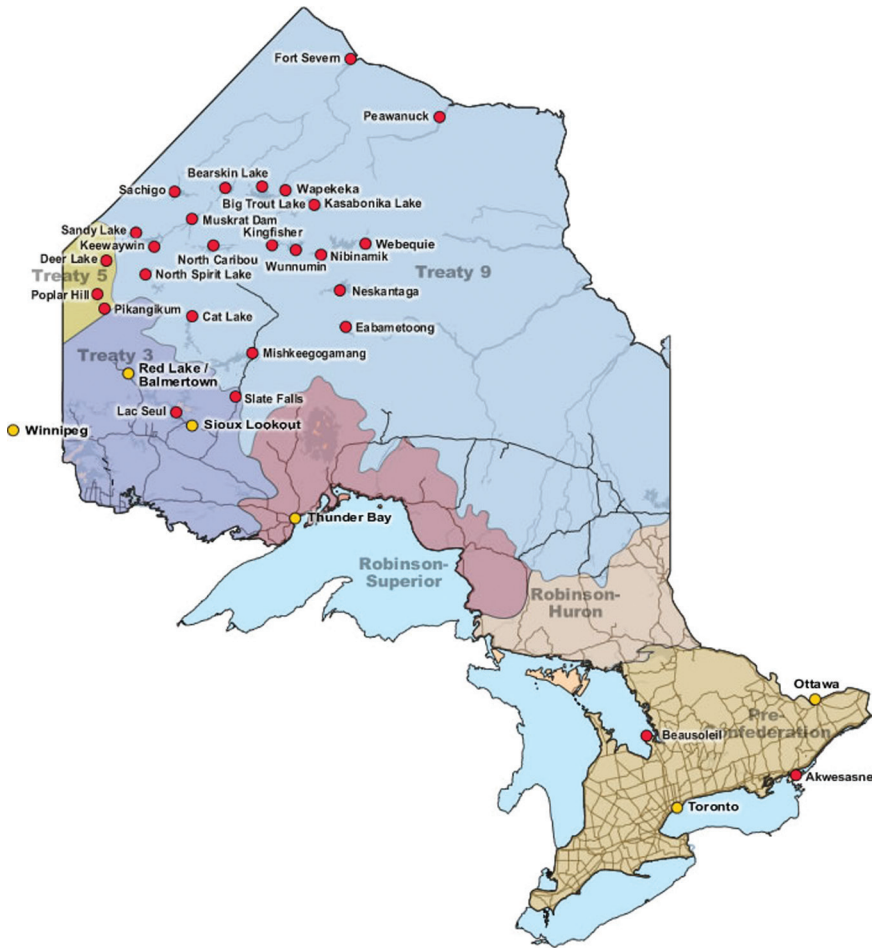 Fort Severn
Peawanuck
Bearskin Lake
Sachigo
Wapekeka
Big Trout Lake
Kasabonika Lake
Muskrat Dam
Sandy Lake
Kingfisher
Keewaywin
Webequie
North Caribou
Wunnumin
Nibinamik
Deer Lake
Treaty 5
North Spirit Lake
Treaty 9
Poplar Hill
Neskantaga
Pikangikum
Cat Lake
Eabametoong
Treaty 3
Mishkeegogamang
Red Lake /
Balmertown
Slate Falls
Lac Seul
Sioux Lookout
Winnipeg
Thunder Bay
Robinson-
Superior
Robinson-
Huron
Ottawa
Pre-
Confederation
Beausoleil
Akwesasne
Toronto